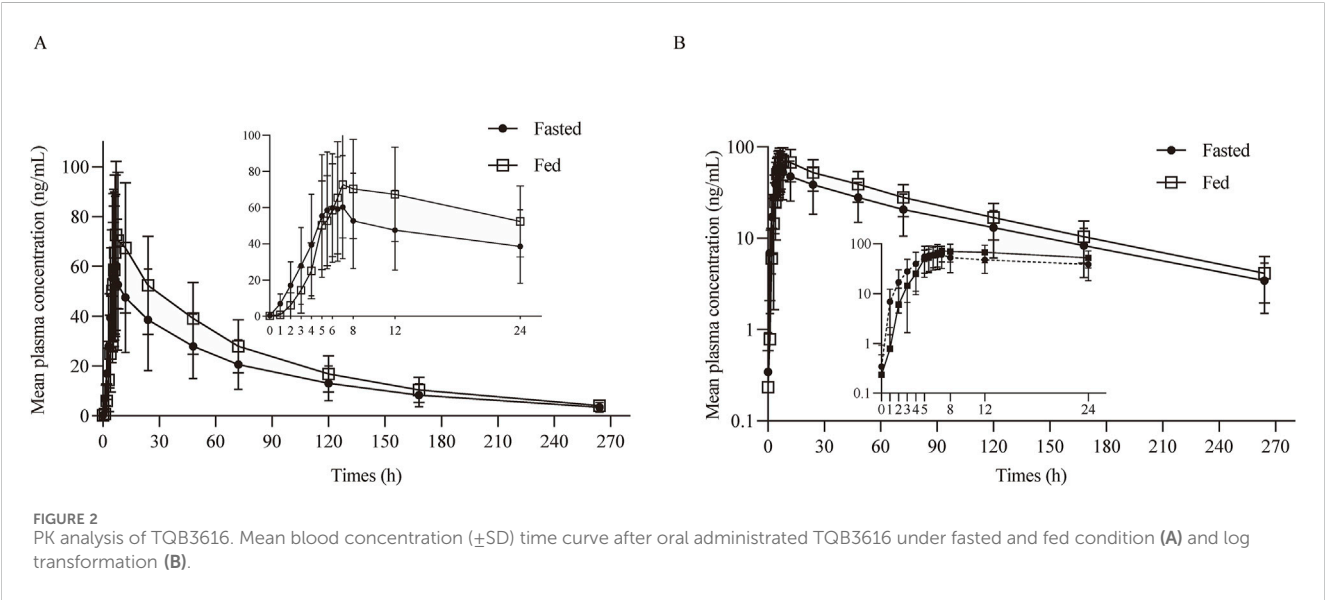 A
B
Mean plasma concentration (ng/mL)
100
80
60
40
20
0
0 30 60 90 120 150 180 210 240 270
Times (h)
100
80
60
40
20
0
0 1 2 3 4 5 6 8 12 24
Fasted
Fed
Mean plasma concentration (ng/mL)
100
10
1
0.1
0 30 60 90 120 150 180 210 240 270
Times (h)
100
10
1
0.1
0 1 2 3 4 5 8 12 24
Fasted
Fed
FIGURE 2
PK analysis of TQB3616. Mean blood concentration (±SD) time curve after oral administrated TQB3616 under fasted and fed condition (A) and log
transformation (B).